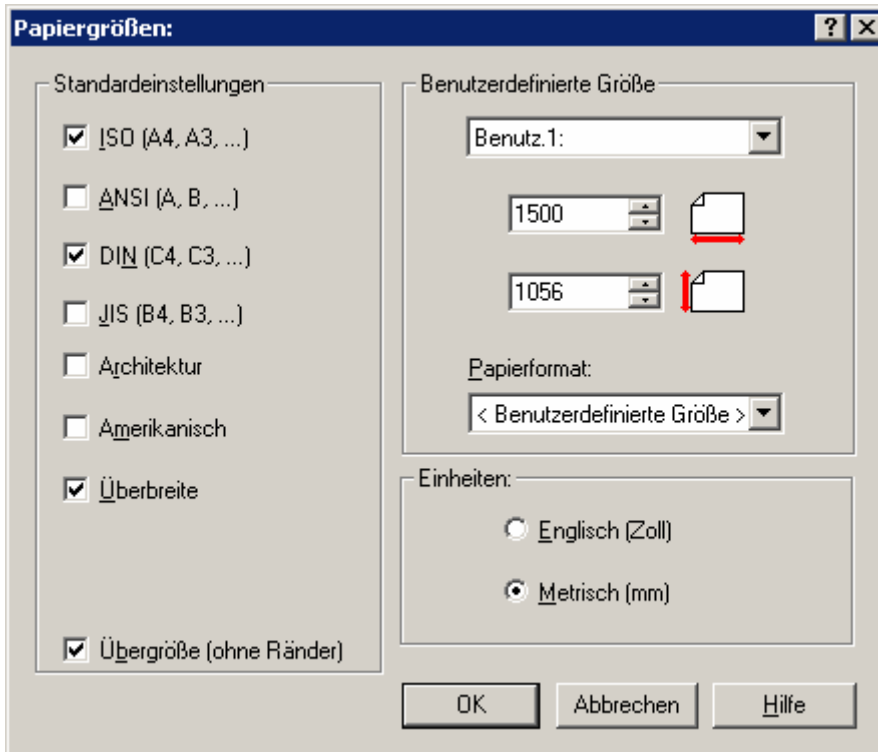 Papiergrößen:
Standardeinstellungen
ISO (A4, A3, ...)
ANSI (A, B, ...)
DIN (C4, C3, ...)
JIS (B4, B3, ...)
Architektur
Amerikanisch
Überbreite
Übergröße (ohne Ränder)
Benutzerdefinierte Größe
Benutz.1:
1500
1056
Papierformat:
< Benutzerdefinierte Größe >
Einheiten:
Englisch (Zoll)
Metrisch (mm)
OK
Abbrechen
Hilfe